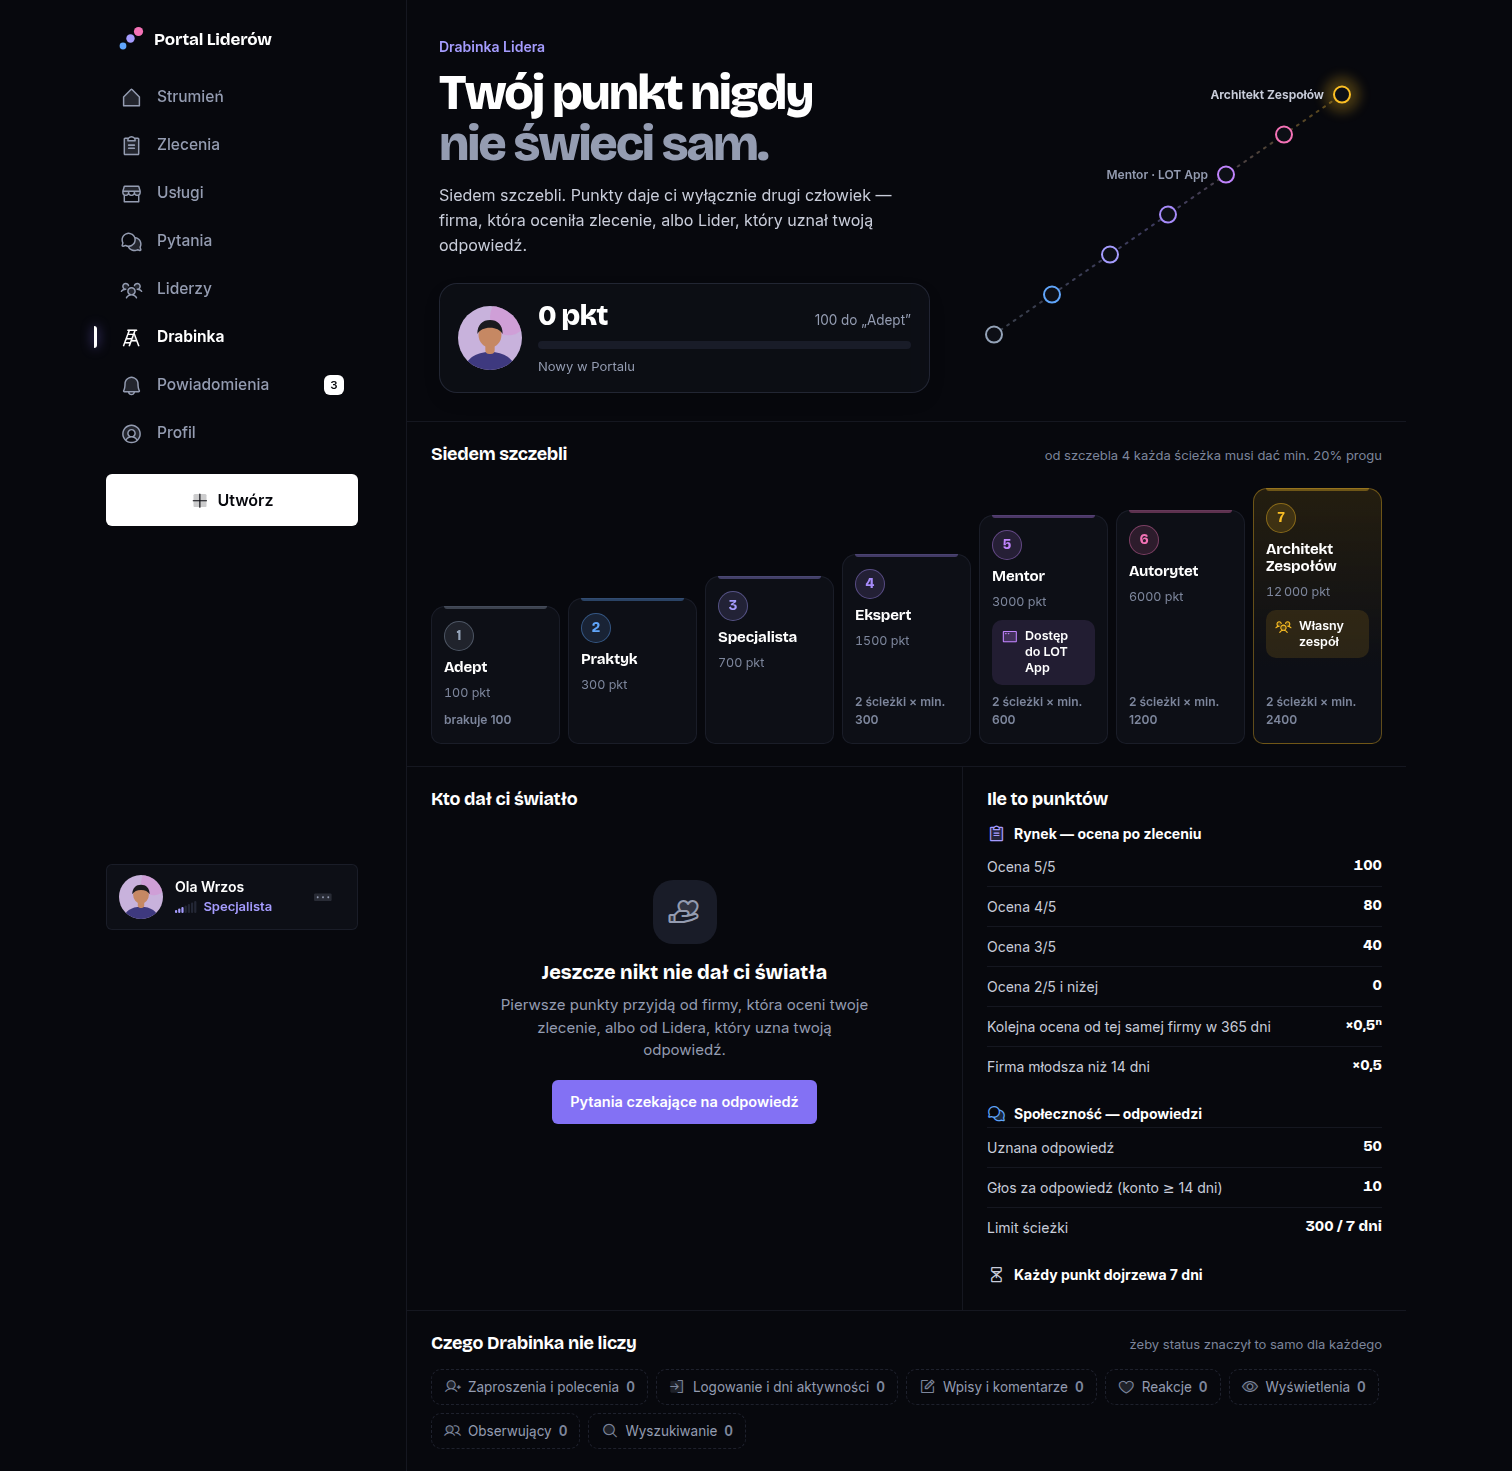 Portal Liderów
Strumień
Zlecenia
Usługi
Pytania
Liderzy
Drabinka
Powiadomienia 3
Profil
Utwórz
Ola Wrzos
Specjalista
Drabinka Lidera
Twój punkt nigdy
nie świeci sam.
Siedem szczebli. Punkty daje ci wyłącznie drugi człowiek —
firma, która oceniła zlecenie, albo Lider, który uznał twoją
odpowiedź.
0 pkt
100 do „Adept”
Nowy w Portalu
Architekt Zespołów
Mentor · LOT App
Siedem szczebli
od szczebla 4 każda ścieżka musi dać min. 20% progu
1
Adept
100 pkt
brakuje 100
2
Praktyk
300 pkt
3
Specjalista
700 pkt
4
Ekspert
1500 pkt
2 ścieżki × min.
300
5
Mentor
3000 pkt
Dostęp
do LOT
App
2 ścieżki × min.
600
6
Autorytet
6000 pkt
2 ścieżki × min.
1200
7
Architekt
Zespołów
12 000 pkt
Własny
zespół
2 ścieżki × min.
2400
Kto dał ci światło
Jeszcze nikt nie dał ci światła
Pierwsze punkty przyjdą od firmy, która oceni twoje
zlecenie, albo od Lidera, który uzna twoją
odpowiedź.
Pytania czekające na odpowiedź
Ile to punktów
Rynek — ocena po zleceniu
Ocena 5/5 100
Ocena 4/5 80
Ocena 3/5 40
Ocena 2/5 i niżej 0
Kolejna ocena od tej samej firmy w 365 dni ×0,5ⁿ
Firma młodsza niż 14 dni ×0,5
Społeczność — odpowiedzi
Uznana odpowiedź 50
Głos za odpowiedź (konto ≥ 14 dni) 10
Limit ścieżki 300 / 7 dni
Każdy punkt dojrzewa 7 dni
Czego Drabinka nie liczy
żeby status znaczył to samo dla każdego
Zaproszenia i polecenia 0
Logowanie i dni aktywności 0
Wpisy i komentarze 0
Reakcje 0
Wyświetlenia 0
Obserwujący 0
Wyszukiwanie 0